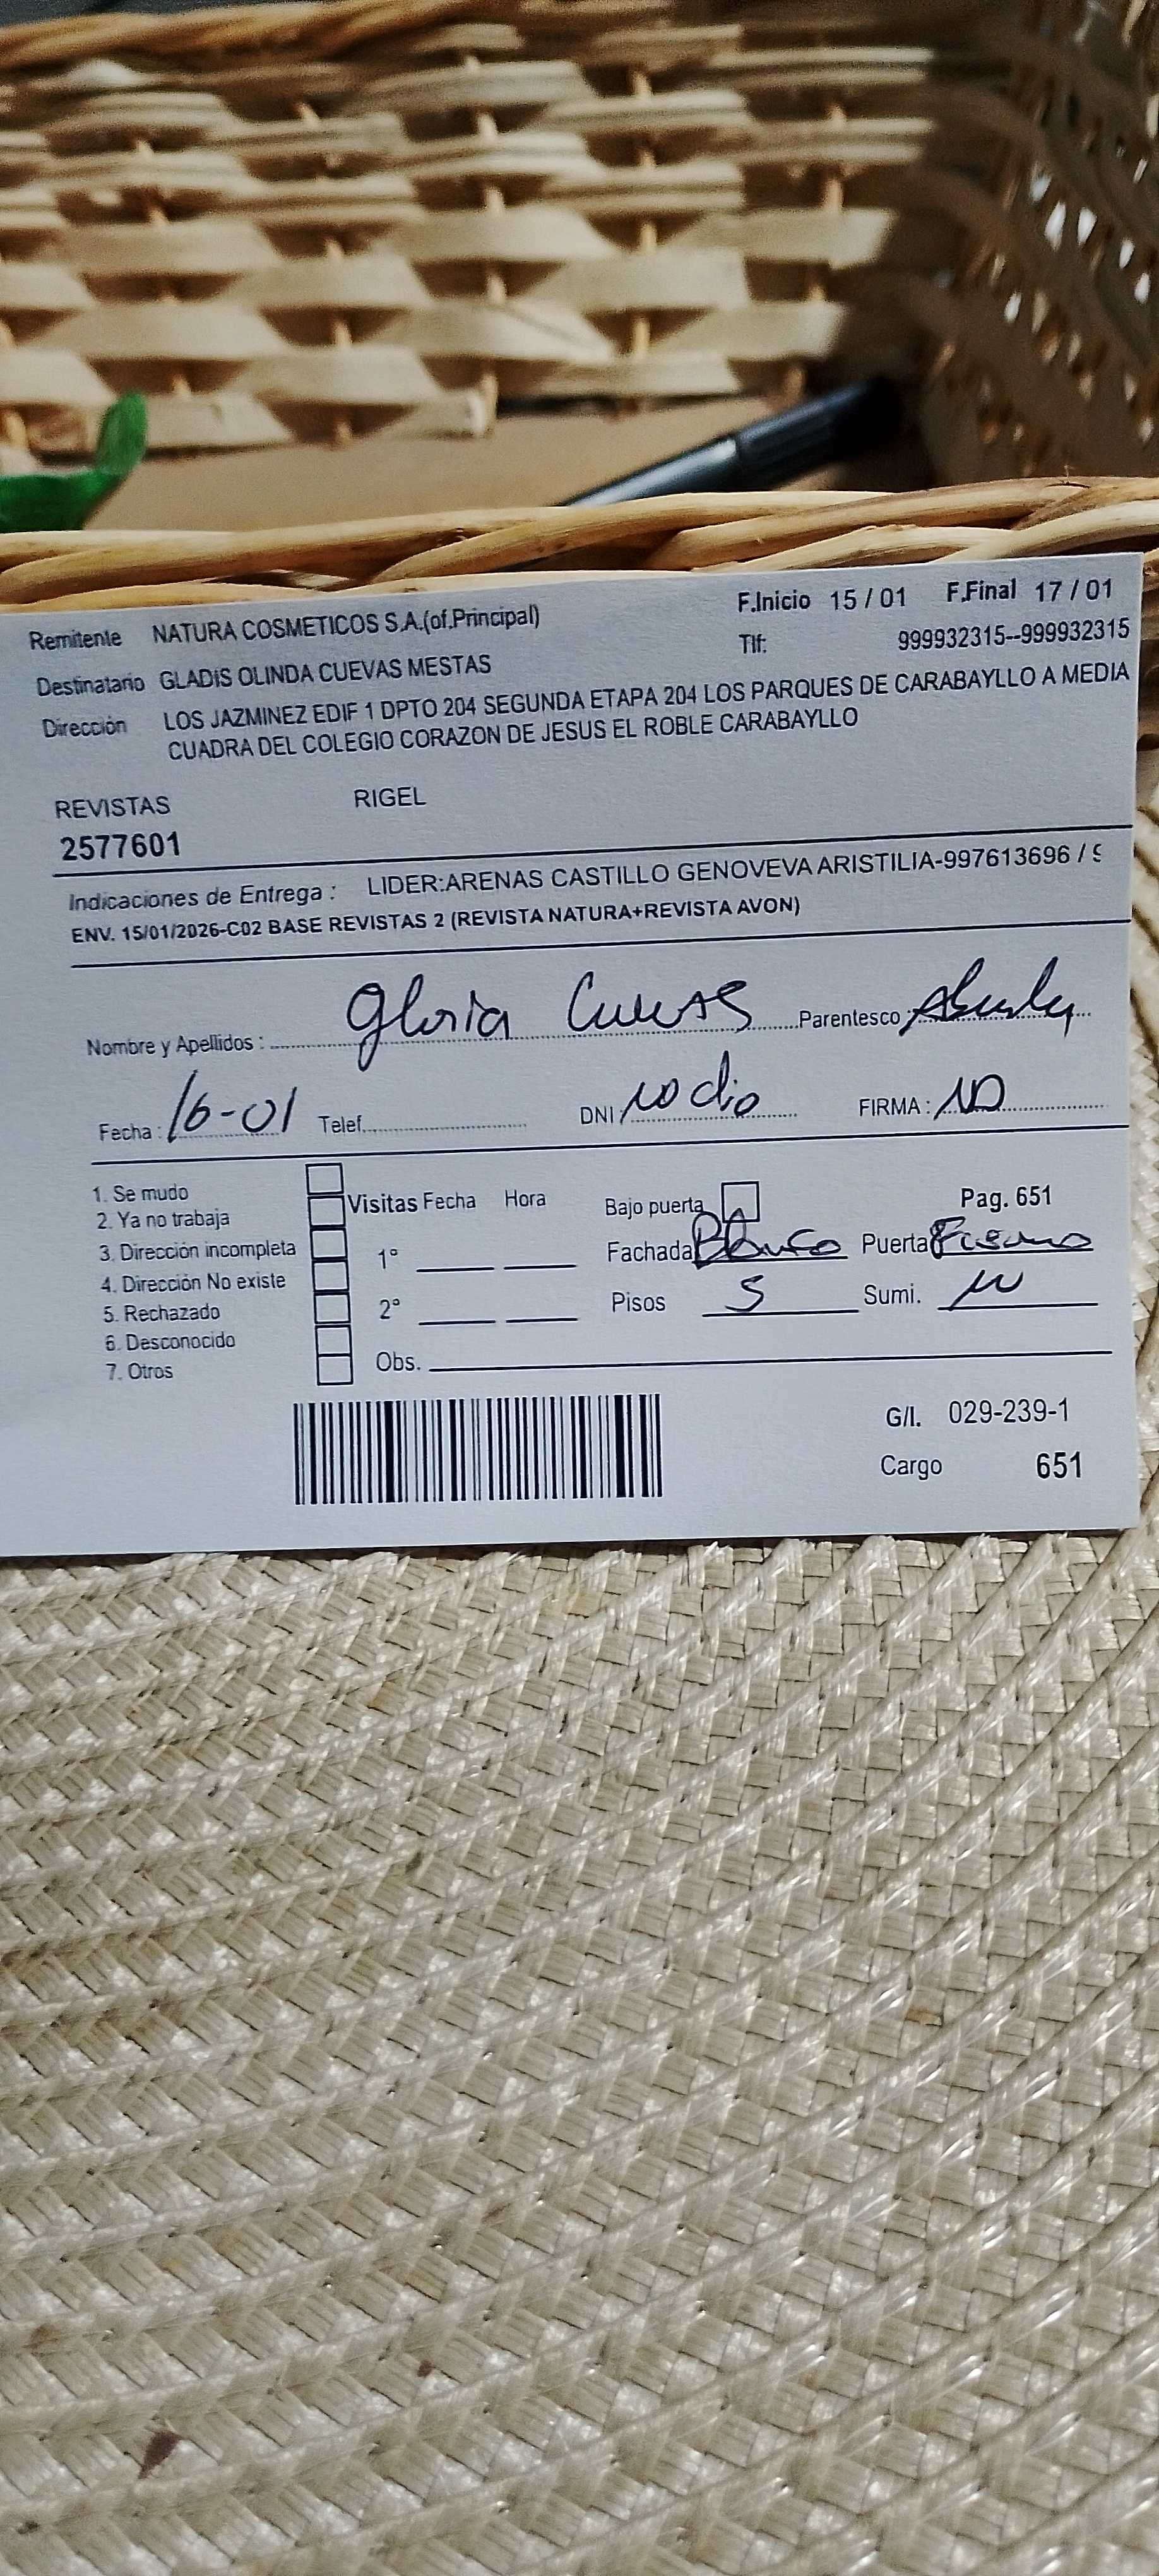 Remitente NATURA COSMETICOS S.A.(of.Principal) F.Inicio 15 / 01 F.Final 17 / 01
Tlf: 999932315--999932315
Destinatario GLADIS OLINDA CUEVAS MESTAS
Dirección LOS JAZMINEZ EDIF 1 DPTO 204 SEGUNDA ETAPA 204 LOS PARQUES DE CARABAYLLO A MEDIA
CUADRA DEL COLEGIO CORAZON DE JESUS EL ROBLE CARABAYLLO
REVISTAS RIGEL
2577601
Indicaciones de Entrega : LIDER:ARENAS CASTILLO GENOVEVA ARISTILIA-997613696 / 9
ENV. 15/01/2026-C02 BASE REVISTAS 2 (REVISTA NATURA+REVISTA AVON)
Nombre y Apellidos : Gloria Cuevas Parentesco :
Fecha : 16-01 Telef. DNI : no dio FIRMA : ND
1. Se mudo
2. Ya no trabaja
3. Dirección incompleta
4. Dirección No existe
5. Rechazado
6. Desconocido
7. Otros
Visitas Fecha Hora
1°
2°
Obs.
Bajo puerta Pag. 651
Fachada Blanco Puerta
Pisos 5 Sumi.
G/l. 029-239-1
Cargo 651